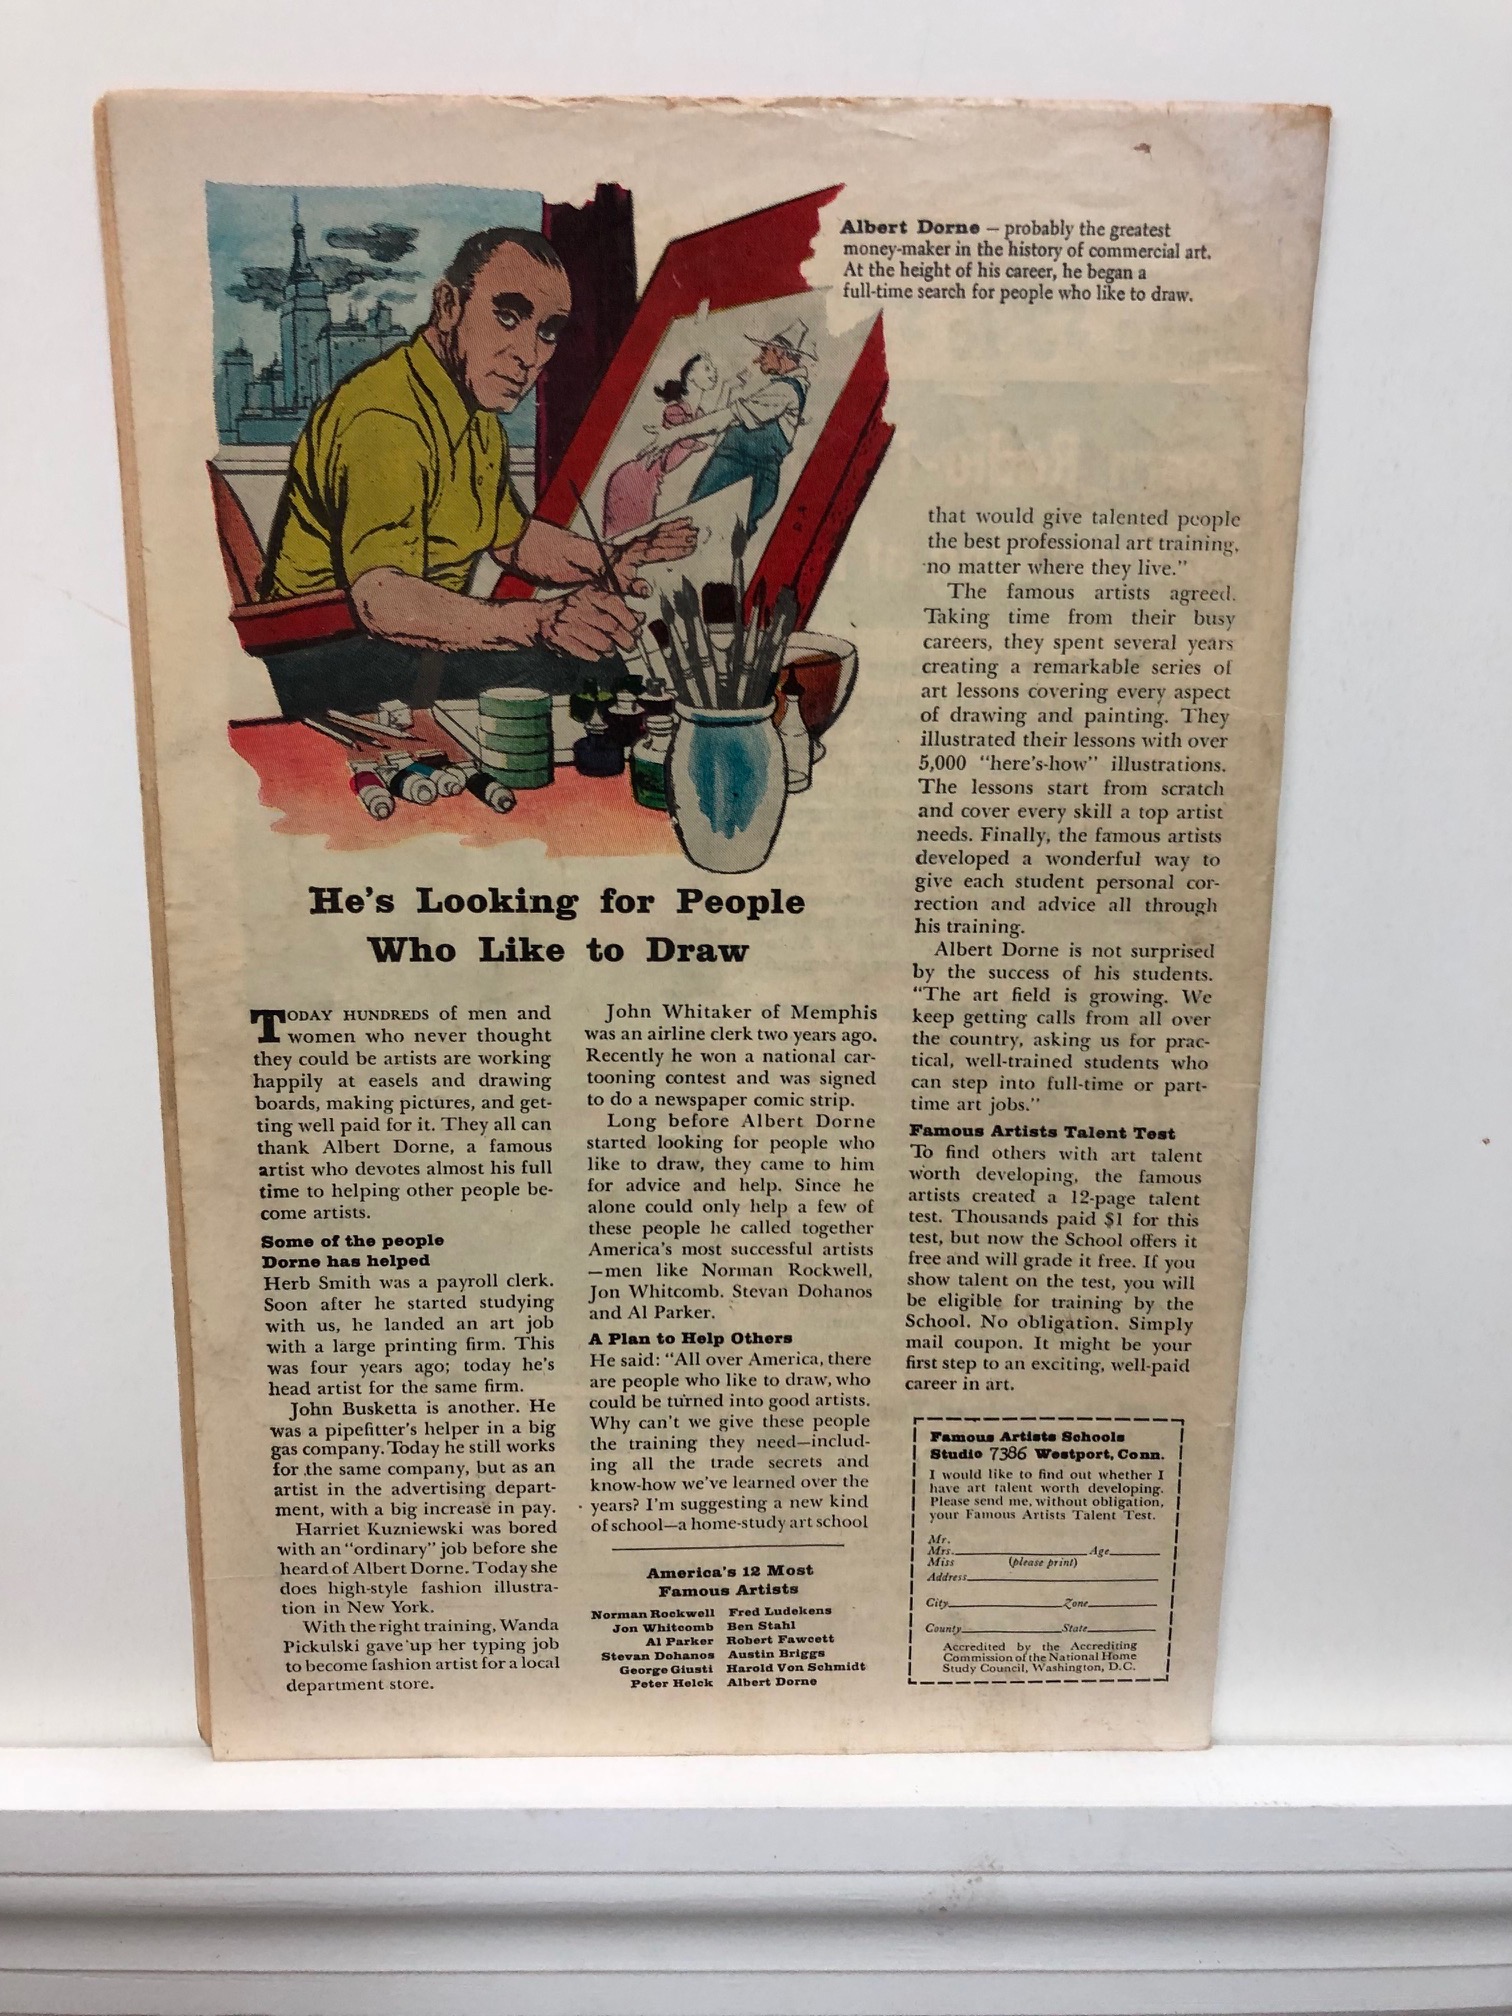 Albert Dorne – probably the greatest
money-maker in the history of commercial art.
At the height of his career, he began a
full-time search for people who like to draw.
He's Looking for People
Who Like to Draw
TODAY HUNDREDS of men and
women who never thought
they could be artists are working
happily at easels and drawing
boards, making pictures, and get-
ting well paid for it. They all can
thank Albert Dorne, a famous
artist who devotes almost his full
time to helping other people be-
come artists.
Some of the people
Dorne has helped
Herb Smith was a payroll clerk.
Soon after he started studying
with us, he landed an art job
with a large printing firm. This
was four years ago; today he's
head artist for the same firm.
John Busketta is another. He
was a pipefitter's helper in a big
gas company. Today he still works
for the same company, but as an
artist in the advertising depart-
ment, with a big increase in pay.
Harriet Kuzniewski was bored
with an "ordinary" job before she
heard of Albert Dorne. Today she
does high-style fashion illustra-
tion in New York.
With the right training, Wanda
Pickulski gave up her typing job
to become fashion artist for a local
department store.
John Whitaker of Memphis
was an airline clerk two years ago.
Recently he won a national car-
tooning contest and was signed
to do a newspaper comic strip.
Long before Albert Dorne
started looking for people who
like to draw, they came to him
for advice and help. Since he
alone could only help a few of
these people he called together
America's most successful artists
—men like Norman Rockwell,
Jon Whitcomb. Stevan Dohanos
and Al Parker.
A Plan to Help Others
He said: "All over America, there
are people who like to draw, who
could be turned into good artists.
Why can't we give these people
the training they need—includ-
ing all the trade secrets and
know-how we've learned over the
years? I'm suggesting a new kind
of school—a home-study art school
America's 12 Most
Famous Artists
Norman Rockwell Fred Ludekens
Jon Whitcomb Ben Stahl
Al Parker Robert Fawcett
Stevan Dohanos Austin Briggs
George Giusti Harold Von Schmidt
Peter Helck Albert Dorne
that would give talented people
the best professional art training,
no matter where they live."
The famous artists agreed.
Taking time from their busy
careers, they spent several years
creating a remarkable series of
art lessons covering every aspect
of drawing and painting. They
illustrated their lessons with over
5,000 "here's-how" illustrations.
The lessons start from scratch
and cover every skill a top artist
needs. Finally, the famous artists
developed a wonderful way to
give each student personal cor-
rection and advice all through
his training.
Albert Dorne is not surprised
by the success of his students.
"The art field is growing. We
keep getting calls from all over
the country, asking us for prac-
tical, well-trained students who
can step into full-time or part-
time art jobs."
Famous Artists Talent Test
To find others with art talent
worth developing, the famous
artists created a 12-page talent
test. Thousands paid $1 for this
test, but now the School offers it
free and will grade it free. If you
show talent on the test, you will
be eligible for training by the
School. No obligation. Simply
mail coupon. It might be your
first step to an exciting, well-paid
career in art.
Famous Artists Schools
Studio 7386 Westport, Conn.
I would like to find out whether I
have art talent worth developing.
Please send me, without obligation,
your Famous Artists Talent Test.
Mr.
Mrs. Age
Miss (please print)
Address
City Zone
County State
Accredited by the Accrediting
Commission of the National Home
Study Council, Washington, D.C.